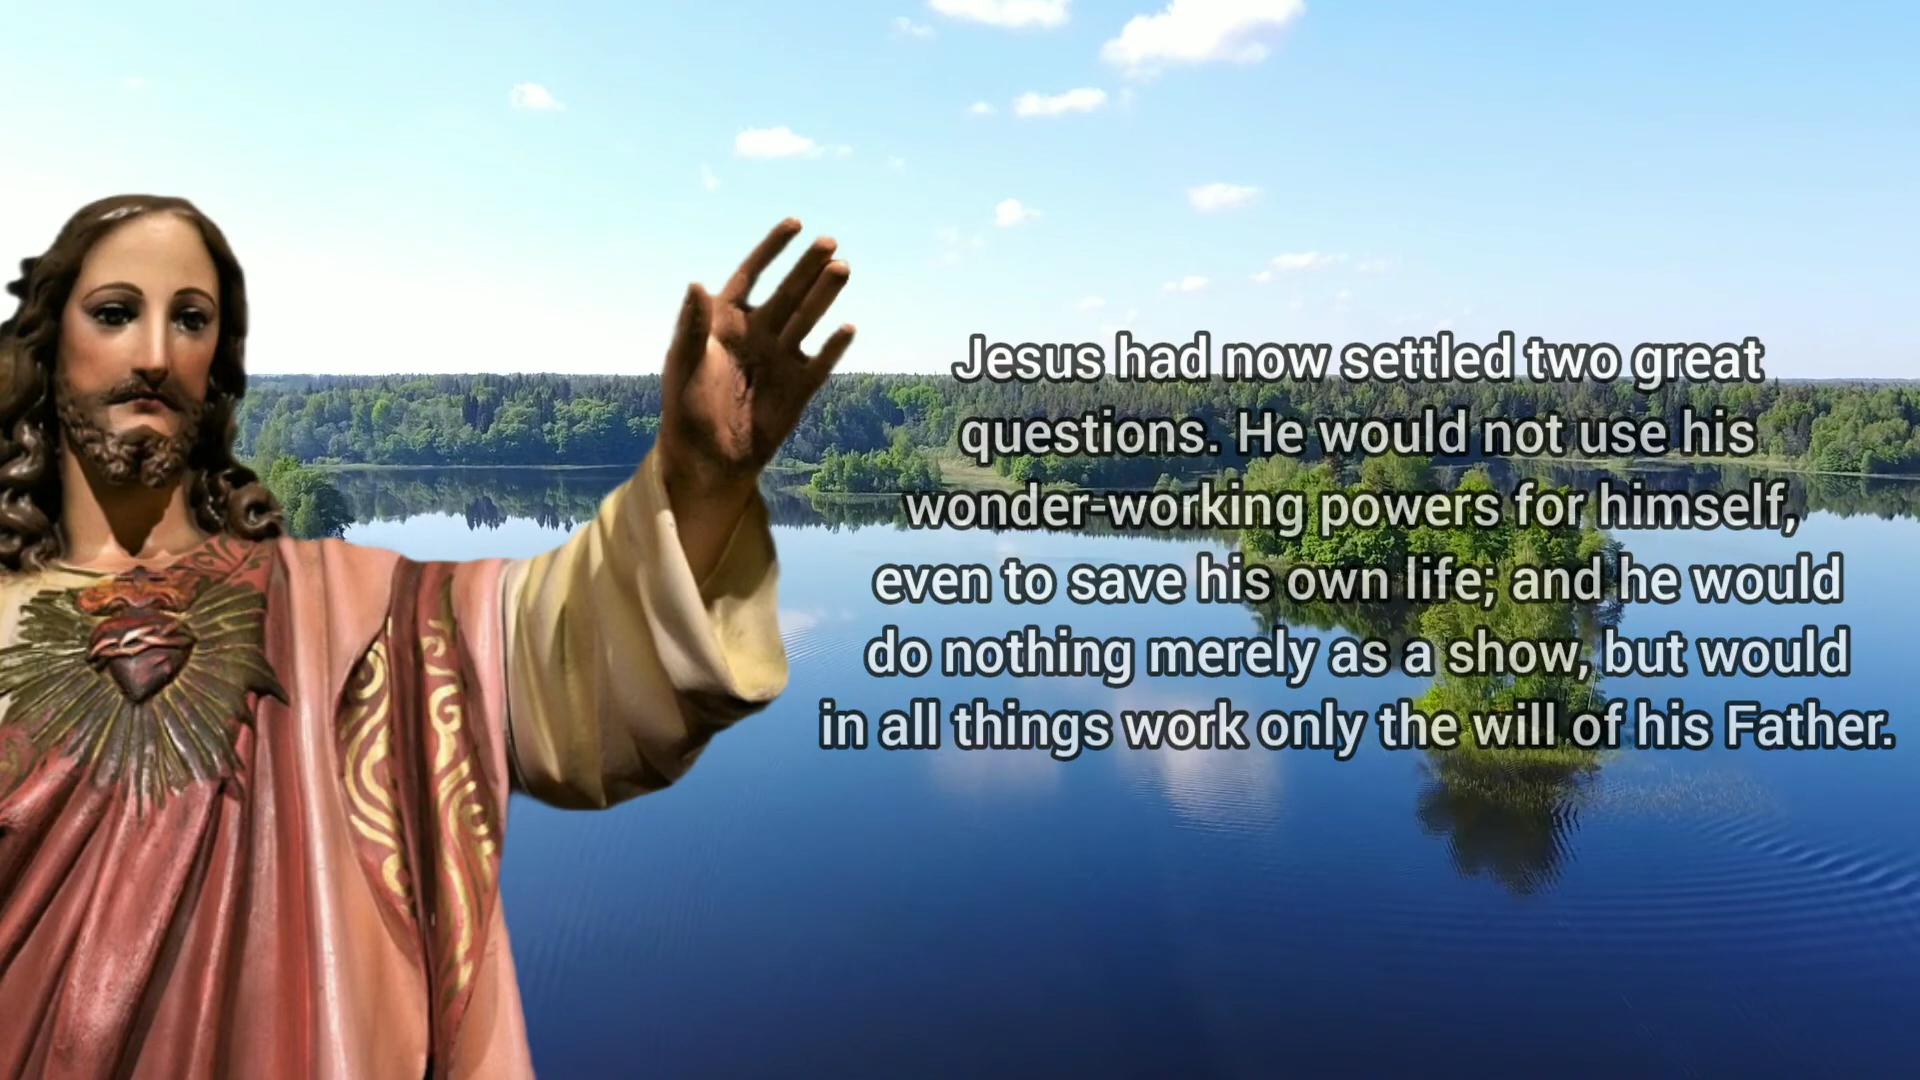 Jesus had now settled two great
questions. He would not use his
wonder-working powers for himself,
even to save his own life; and he would
do nothing merely as a show, but would
in all things work only the will of his Father.